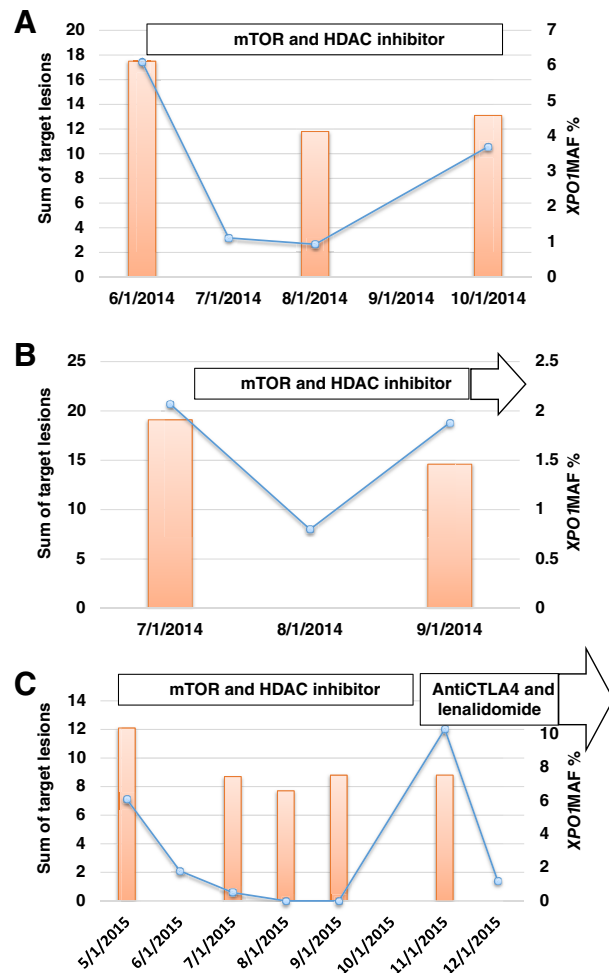 A
mTOR and HDAC inhibitor
Sum of target lesions
20
18
16
14
12
10
8
6
4
2
0
7
6
5
4
3
2
1
0
XPO1MAF %
6/1/2014 7/1/2014 8/1/2014 9/1/2014 10/1/2014
B
mTOR and HDAC inhibitor
Sum of target lesions
25
20
15
10
5
0
2.5
2
1.5
1
0.5
0
XPO1MAF %
7/1/2014 8/1/2014 9/1/2014
C
mTOR and HDAC inhibitor
AntiCTLA4 and
lenalidomide
Sum of target lesions
14
12
10
8
6
4
2
0
10
8
6
4
2
0
XPO1MAF %
5/1/2015 6/1/2015 7/1/2015 8/1/2015 9/1/2015 10/1/2015 11/1/2015 12/1/2015